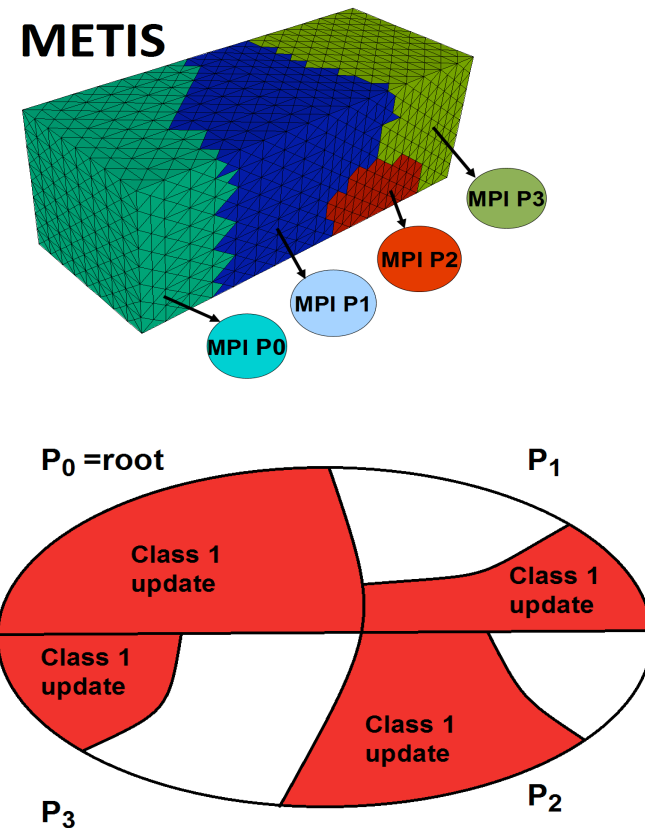 METIS
MPI P3
MPI P2
MPI P1
MPI P0
P0 =root
P1
Class 1
update
Class 1
update
Class 1
update
Class 1
update
P3
P2